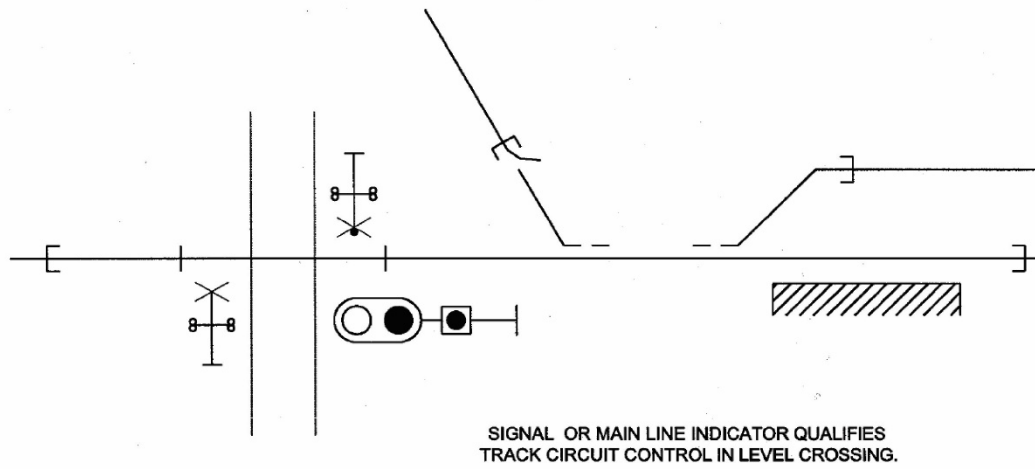 SIGNAL OR MAIN LINE INDICATOR QUALIFIES
TRACK CIRCUIT CONTROL IN LEVEL CROSSING.